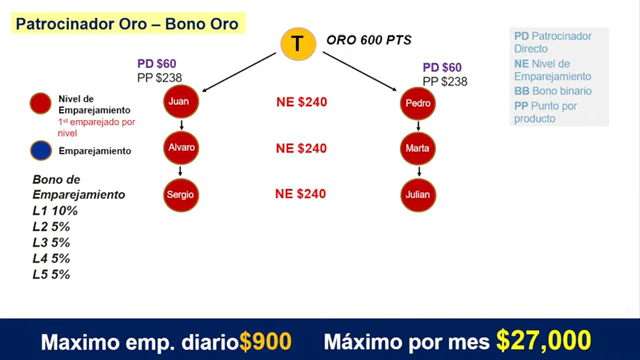 Patrocinador Oro – Bono Oro
T
ORO 600 PTS
PD Patrocinador
Directo
NE Nivel de
Emparejamiento
BB Bono binario
PP Punto por
producto
PD $60
PP $238
PD $60
PP $238
Nivel de
Emparejamiento
1st emparejado por
nivel
Emparejamiento
Juan
NE $240
Pedro
Alvaro
NE $240
Marta
Sergio
NE $240
Julian
Bono de
Emparejamiento
L1 10%
L2 5%
L3 5%
L4 5%
L5 5%
Maximo emp. diario$900
Máximo por mes $27,000